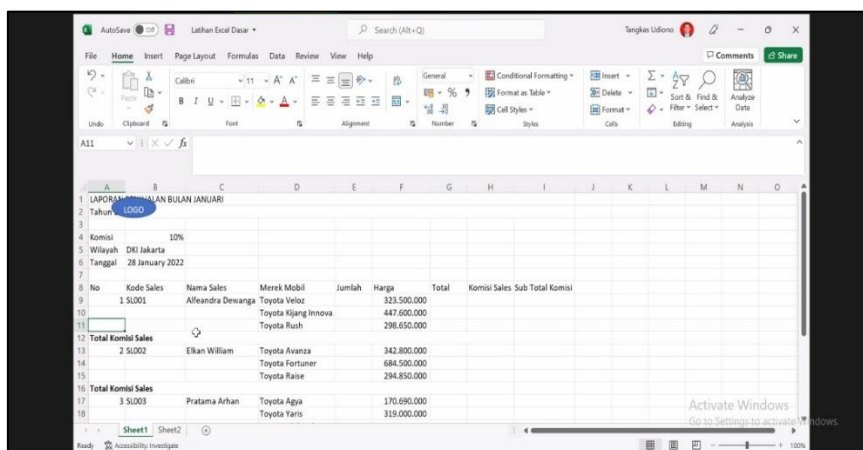 AutoSave Off Latihan Excel Dasar Search (Alt+Q) Tangkas Udiono
File Home Insert Page Layout Formulas Data Review View Help Comments Share
Calibri 11 General Conditional Formatting Insert
Paste B I U % Format as Table Delete Sort & Find & Analyze
Cell Styles Format Filter Select Data
Undo Clipboard Font Alignment Number Styles Cells Editing Analysis
A11 fx
A B C D E F G H I J K L M N O
1 LAPORAN PENJUALAN BULAN JANUARI
2 Tahun LOGO
3
4 Komisi 10%
5 Wilayah DKI Jakarta
6 Tanggal 28 January 2022
7
8 No Kode Sales Nama Sales Merek Mobil Jumlah Harga Total Komisi Sales Sub Total Komisi
9 1 SL001 Alfeandra Dewanga Toyota Veloz 323.500.000
10 Toyota Kijang Innova 447.600.000
11 Toyota Rush 298.650.000
12 Total Komisi Sales
13 2 SL002 Elkan William Toyota Avanza 342.800.000
14 Toyota Fortuner 684.500.000
15 Toyota Raise 294.850.000
16 Total Komisi Sales
17 3 SL003 Pratama Arhan Toyota Agya 170.690.000
18 Toyota Yaris 319.000.000
Activate Windows
Go to Settings to activate Windows.
Sheet1 Sheet2
Ready Accessibility: Investigate 100%